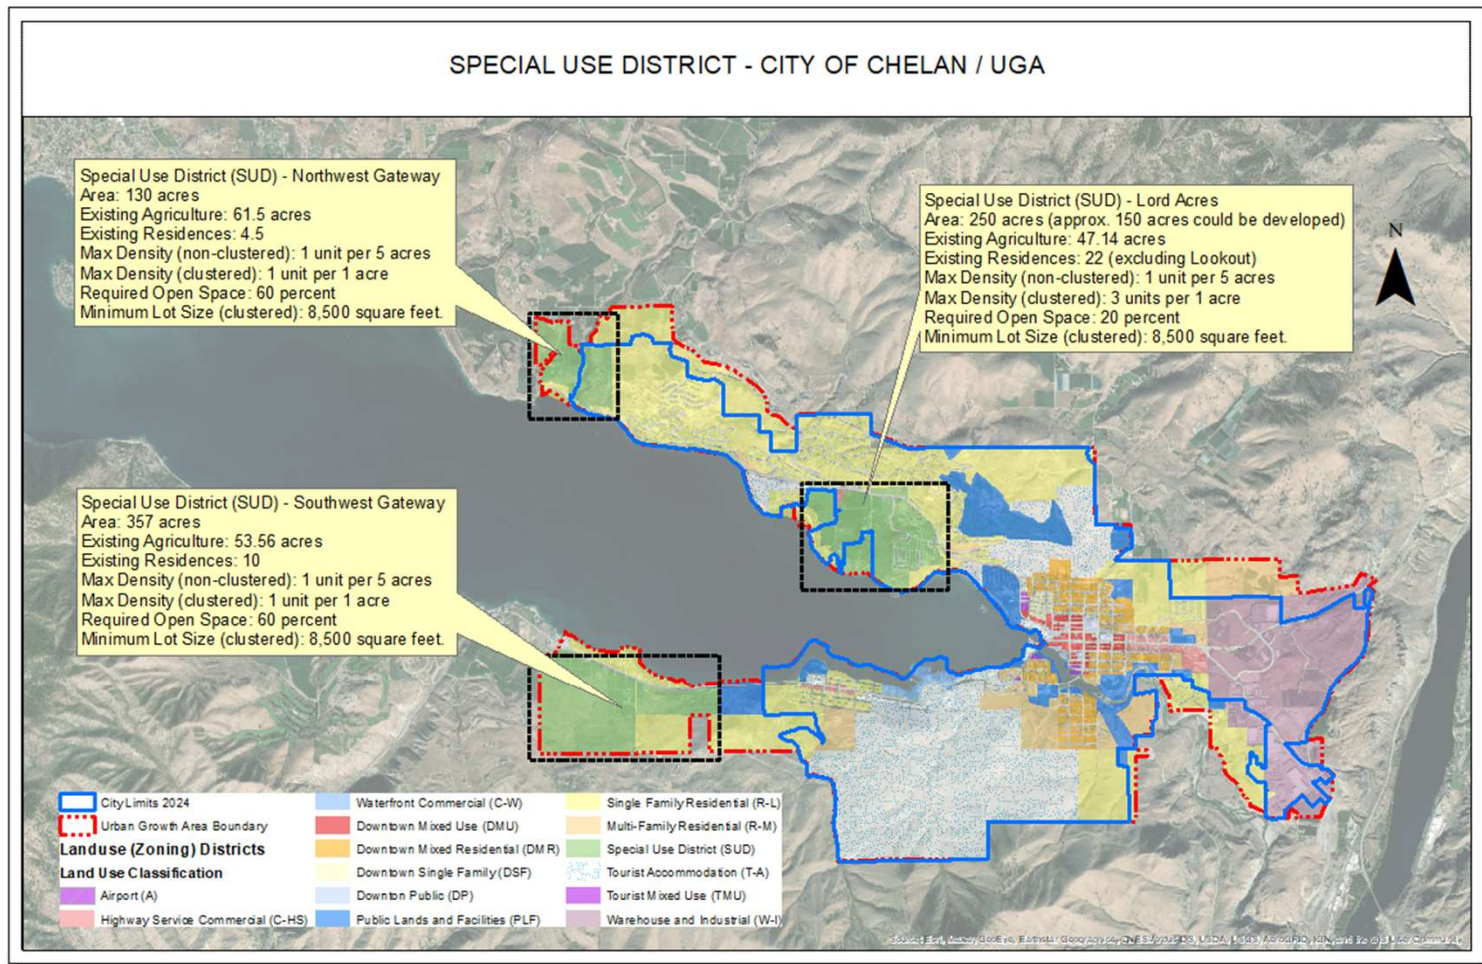 SPECIAL USE DISTRICT - CITY OF CHELAN / UGA
Special Use District (SUD) - Northwest Gateway
Area: 130 acres
Existing Agriculture: 61.5 acres
Existing Residences: 4.5
Max Density (non-clustered): 1 unit per 5 acres
Max Density (clustered): 1 unit per 1 acre
Required Open Space: 60 percent
Minimum Lot Size (clustered): 8,500 square feet.
Special Use District (SUD) - Lord Acres
Area: 250 acres (approx. 150 acres could be developed)
Existing Agriculture: 47.14 acres
Existing Residences: 22 (excluding Lookout)
Max Density (non-clustered): 1 unit per 5 acres
Max Density (clustered): 3 units per 1 acre
Required Open Space: 20 percent
Minimum Lot Size (clustered): 8,500 square feet.
N
Special Use District (SUD) - Southwest Gateway
Area: 357 acres
Existing Agriculture: 53.56 acres
Existing Residences: 10
Max Density (non-clustered): 1 unit per 5 acres
Max Density (clustered): 1 unit per 1 acre
Required Open Space: 60 percent
Minimum Lot Size (clustered): 8,500 square feet.
City Limits 2024
Urban Growth Area Boundary
Landuse (Zoning) Districts
Land Use Classification
Airport (A)
Highway Service Commercial (C-HS)
Waterfront Commercial (C-W)
Downtown Mixed Use (DMU)
Downtown Mixed Residential (DMR)
Downtown Single Family (DSF)
Downton Public (DP)
Public Lands and Facilities (PLF)
Single Family Residential (R-L)
Multi-Family Residential (R-M)
Special Use District (SUD)
Tourist Accommodation (T-A)
Tourist Mixed Use (TMU)
Warehouse and Industrial (W-I)